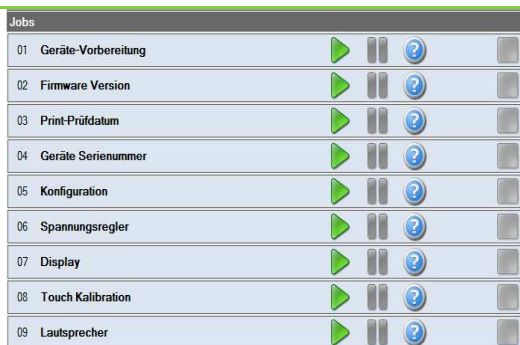 Jobs
01 Geräte-Vorbereitung
02 Firmware Version
03 Print-Prüfdatum
04 Geräte Serienummer
05 Konfiguration
06 Spannungsregler
07 Display
08 Touch Kalibration
09 Lautsprecher